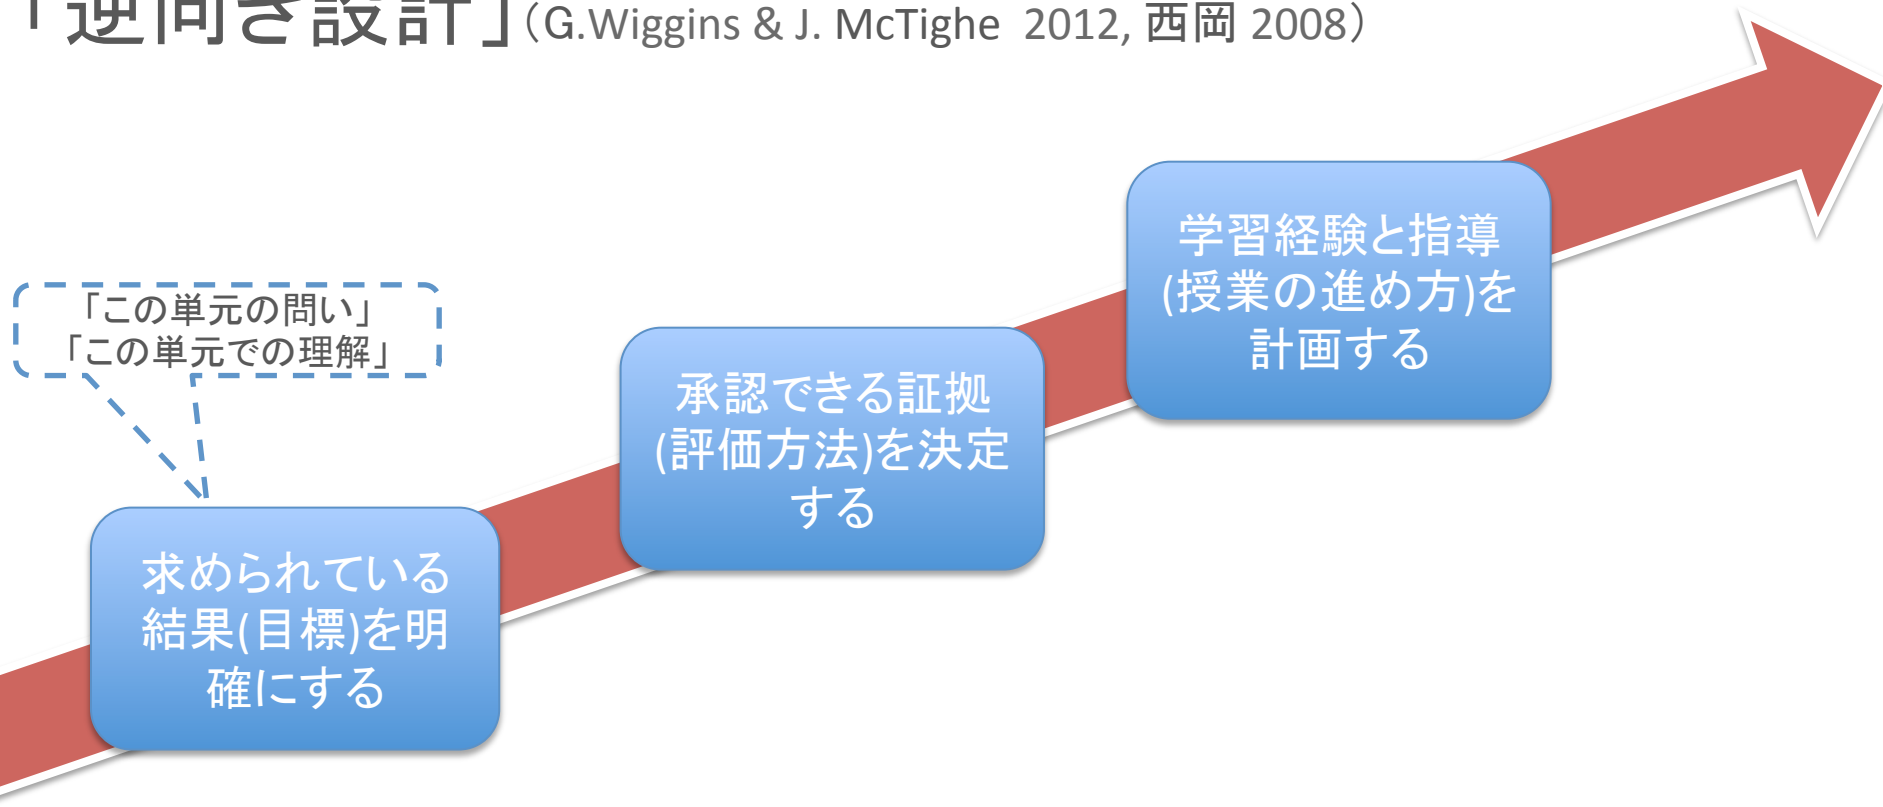 「逆向き設計」（G.Wiggins & J. McTighe 2012, 西岡 2008）
「この単元の問い」
「この単元での理解」
求められている
結果(目標)を明
確にする
承認できる証拠
(評価方法)を決定
する
学習経験と指導
(授業の進め方)を
計画する